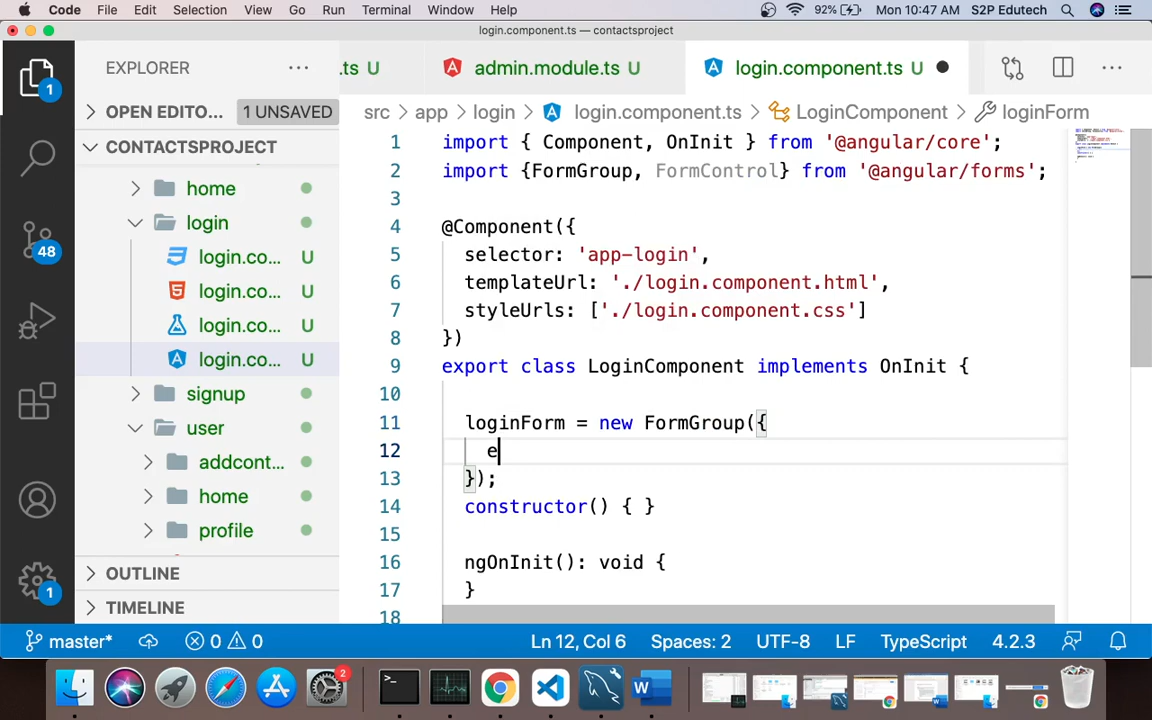 Code File Edit Selection View Go Run Terminal Window Help 92% Mon 10:47 AM S2P Edutech
login.component.ts — contactsproject
EXPLORER
.ts U
admin.module.ts U
login.component.ts U
OPEN EDITO... 1 UNSAVED
src > app > login > login.component.ts > LoginComponent > loginForm
CONTACTSPROJECT
home
login
login.co... U
login.co... U
login.co... U
login.co... U
signup
user
addcont...
home
profile
OUTLINE
TIMELINE
1
48
1
1 import { Component, OnInit } from '@angular/core';
2 import {FormGroup, FormControl} from '@angular/forms';
3
4 @Component({
5 selector: 'app-login',
6 templateUrl: './login.component.html',
7 styleUrls: ['./login.component.css']
8 })
9 export class LoginComponent implements OnInit {
10
11 loginForm = new FormGroup({
12 e
13 });
14 constructor() { }
15
16 ngOnInit(): void {
17 }
18
master* 0 0 Ln 12, Col 6 Spaces: 2 UTF-8 LF TypeScript 4.2.3
2